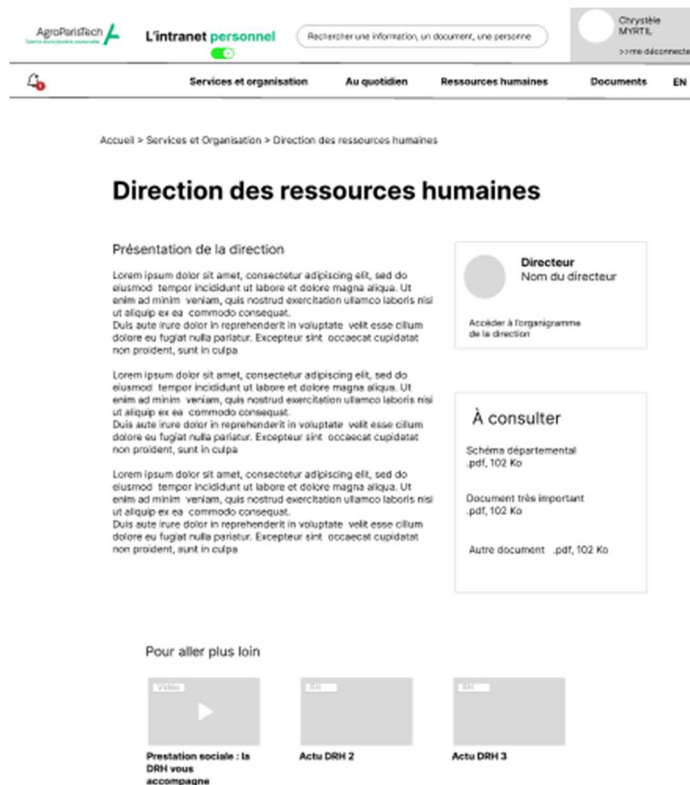 AgroParisTech
L'intranet personnel
Rechercher une information, un document, une personne
Chrystèle
MYRTIL
>>me déconnecte
1
Services et organisation
Au quotidien
Ressources humaines
Documents
EN
Accueil > Services et Organisation > Direction des ressources humaines
Direction des ressources humaines
Présentation de la direction
Lorem ipsum dolor sit amet, consectetur adipiscing elit, sed do
eiusmod tempor incididunt ut labore et dolore magna aliqua. Ut
enim ad minim veniam, quis nostrud exercitation ullamco laboris nisi
ut aliquip ex ea commodo consequat.
Duis aute irure dolor in reprehenderit in voluptate velit esse cillum
dolore eu fugiat nulla pariatur. Excepteur sint occaecat cupidatat
non proident, sunt in culpa
Lorem ipsum dolor sit amet, consectetur adipiscing elit, sed do
eiusmod tempor incididunt ut labore et dolore magna aliqua. Ut
enim ad minim veniam, quis nostrud exercitation ullamco laboris nisi
ut aliquip ex ea commodo consequat.
Duis aute irure dolor in reprehenderit in voluptate velit esse cillum
dolore eu fugiat nulla pariatur. Excepteur sint occaecat cupidatat
non proident, sunt in culpa
Lorem ipsum dolor sit amet, consectetur adipiscing elit, sed do
eiusmod tempor incididunt ut labore et dolore magna aliqua. Ut
enim ad minim veniam, quis nostrud exercitation ullamco laboris nisi
ut aliquip ex ea commodo consequat.
Duis aute irure dolor in reprehenderit in voluptate velit esse cillum
dolore eu fugiat nulla pariatur. Excepteur sint occaecat cupidatat
non proident, sunt in culpa
Directeur
Nom du directeur
Accéder à l'organigramme
de la direction
À consulter
Schéma départemental
.pdf, 102 Ko
Document très important
.pdf, 102 Ko
Autre document .pdf, 102 Ko
Pour aller plus loin
Vidéo
RH
RH
Prestation sociale : la
DRH vous
accompagne
Actu DRH 2
Actu DRH 3